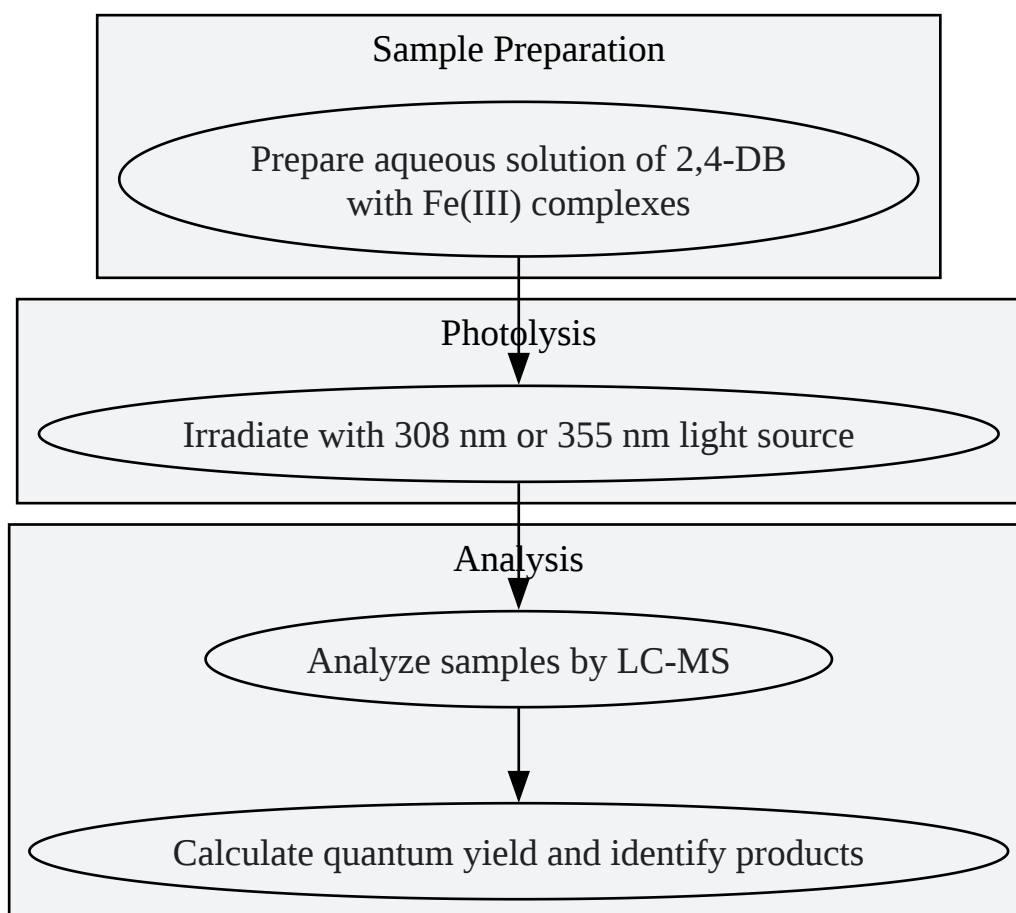 Sample Preparation
Prepare aqueous solution of 2,4-DB
with Fe(III) complexes
Photolysis
Irradiate with 308 nm or 355 nm light source
Analysis
Analyze samples by LC-MS
Calculate quantum yield and identify products